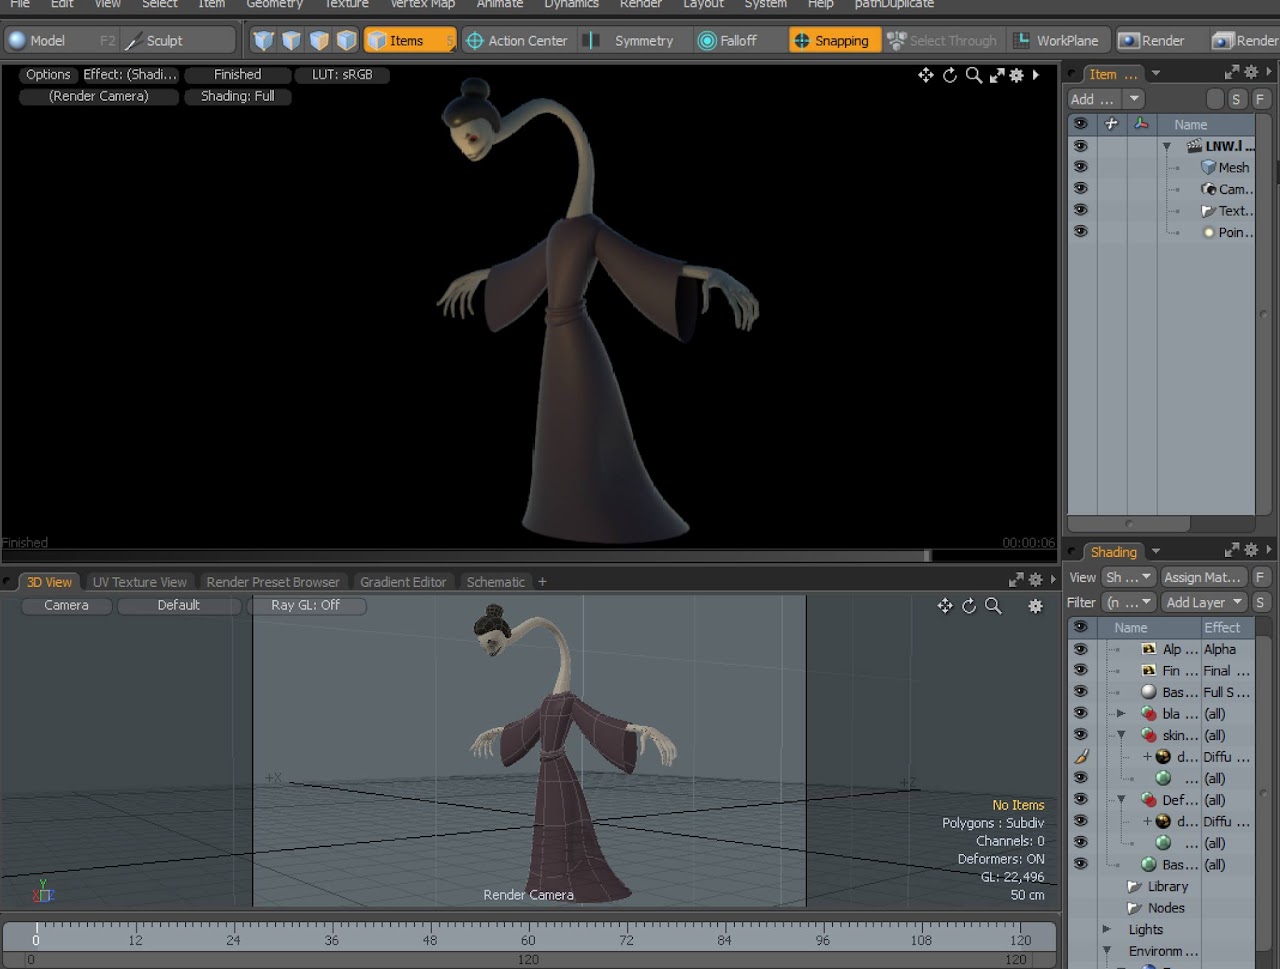 File Edit View Select Item Geometry Texture Vertex Map Animate Dynamics Render Layout System Help pathDuplicate
Model F2 Sculpt Items 5 Action Center Symmetry Falloff Snapping Select Through WorkPlane Render Render
Options Effect: (Shadi... Finished LUT: sRGB
(Render Camera) Shading: Full
Finished 00:00:06
Item ...
Add ... S F
Name
LNW.l ...
Mesh
Cam...
Text...
Poin...
3D View UV Texture View Render Preset Browser Gradient Editor Schematic +
Camera Default Ray GL: Off
+X +Z
No Items
Polygons : Subdiv
Channels: 0
Deformers: ON
GL: 22,496
50 cm
Render Camera
X Y Z
0 12 24 36 48 60 72 84 96 108 120
0 120 120
Shading
View Sh ... Assign Mat... F
Filter (n ... Add Layer S
Name Effect
Alp ... Alpha
Fin ... Final ...
Bas... Full S ...
bla ... (all)
skin... (all)
+ d... Diffu ...
... (all)
Def... (all)
+ d... Diffu ...
... (all)
Bas... (all)
Library
Nodes
Lights
Environm ...